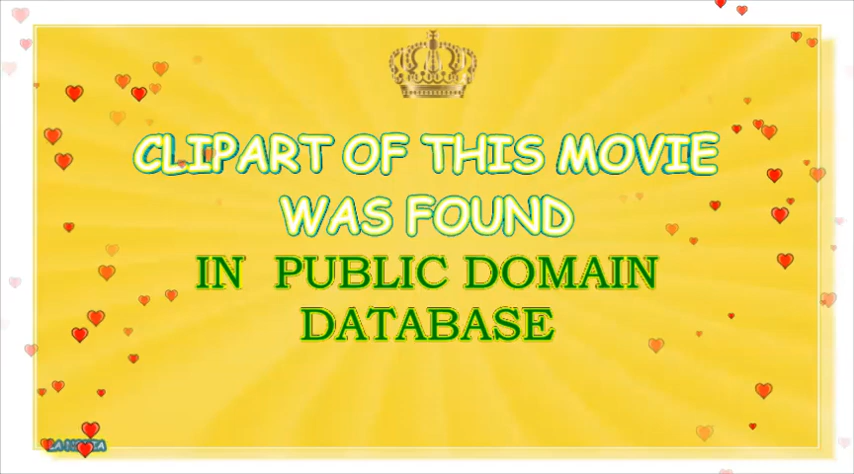 CLIPART OF THIS MOVIE
WAS FOUND
IN PUBLIC DOMAIN
DATABASE